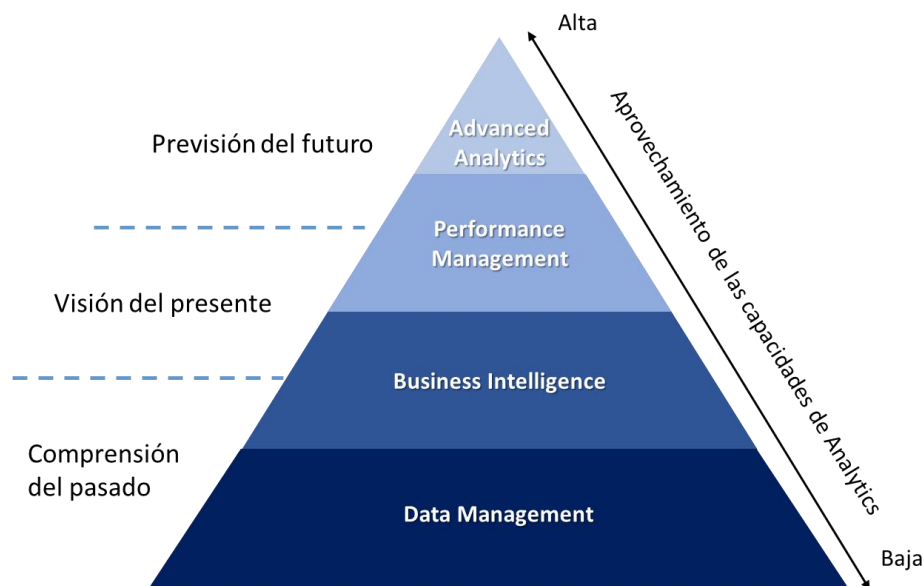 Alta
Aprovechamiento de las capacidades de Analytics
Previsión del futuro
Advanced
Analytics
Performance
Management
Visión del presente
Business Intelligence
Comprensión
del pasado
Data Management
Baja